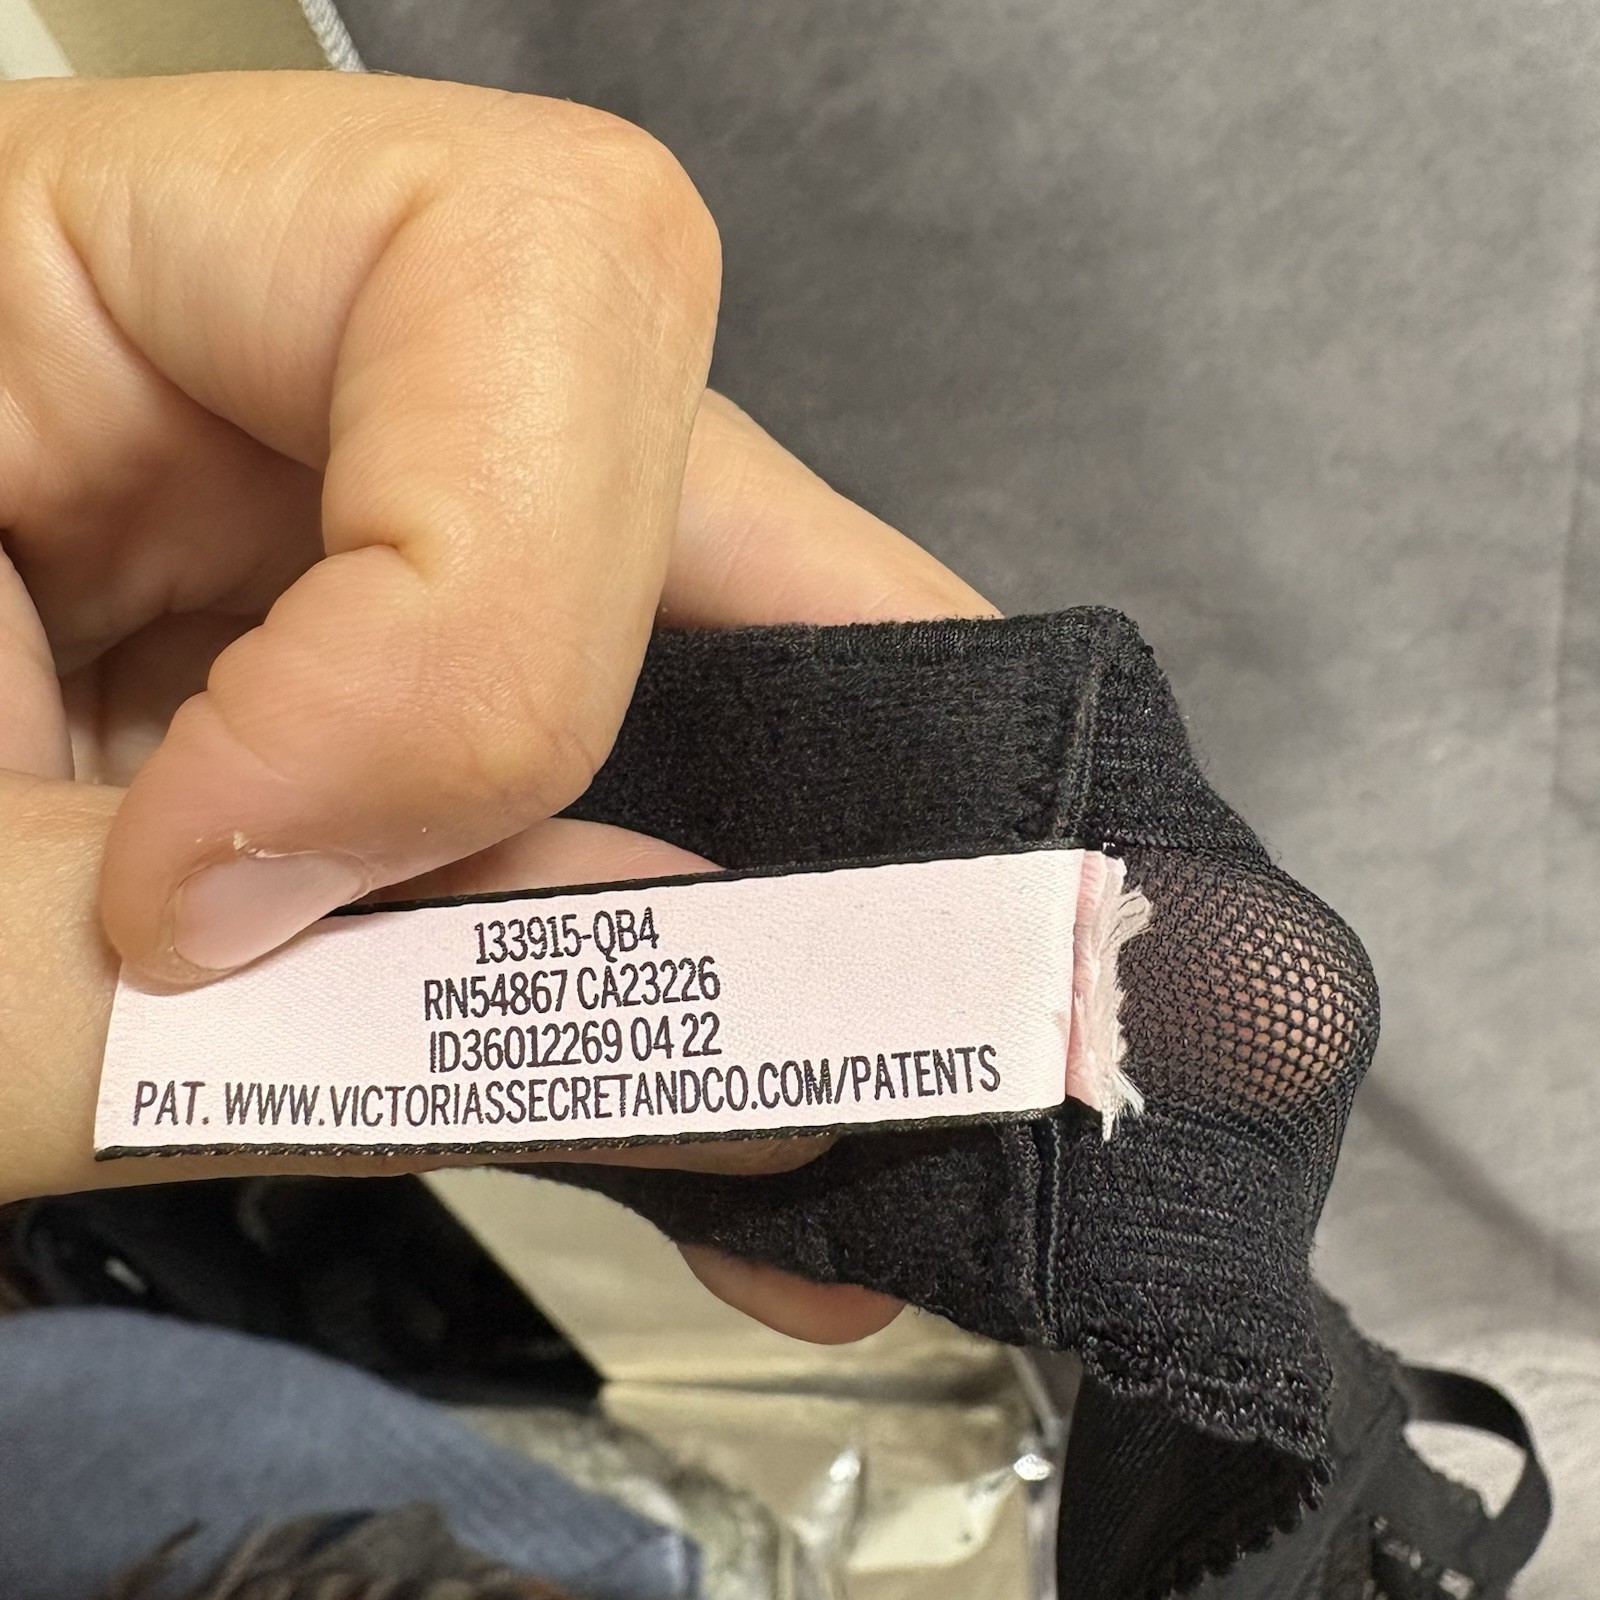 133915-QB4
RN54867 CA23226
ID36012269 04 22
PAT. WWW.VICTORIASSECRETANDCO.COM/PATENTS